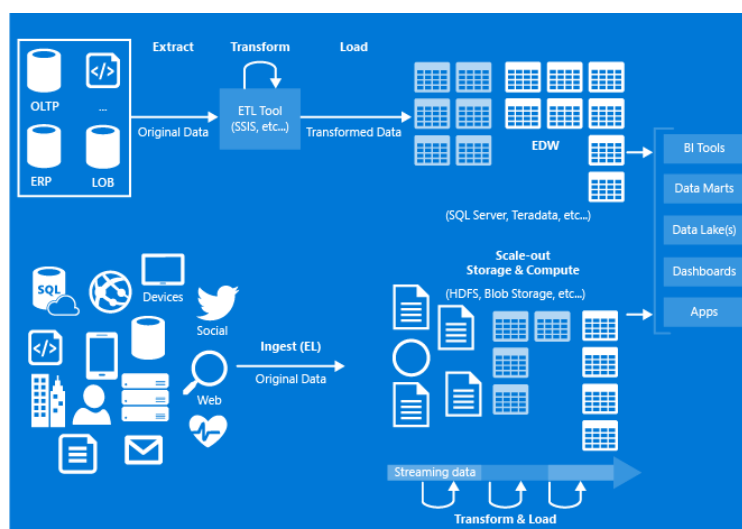 Extract
Transform
Load
OLTP
...
ERP
LOB
Original Data
ETL Tool
(SSIS, etc...)
Transformed Data
EDW
(SQL Server, Teradata, etc...)
BI Tools
Data Marts
Data Lake(s)
Dashboards
Apps
SQL
Devices
Social
Web
Ingest (EL)
Original Data
Scale-out
Storage & Compute
(HDFS, Blob Storage, etc...)
Streaming data
Transform & Load